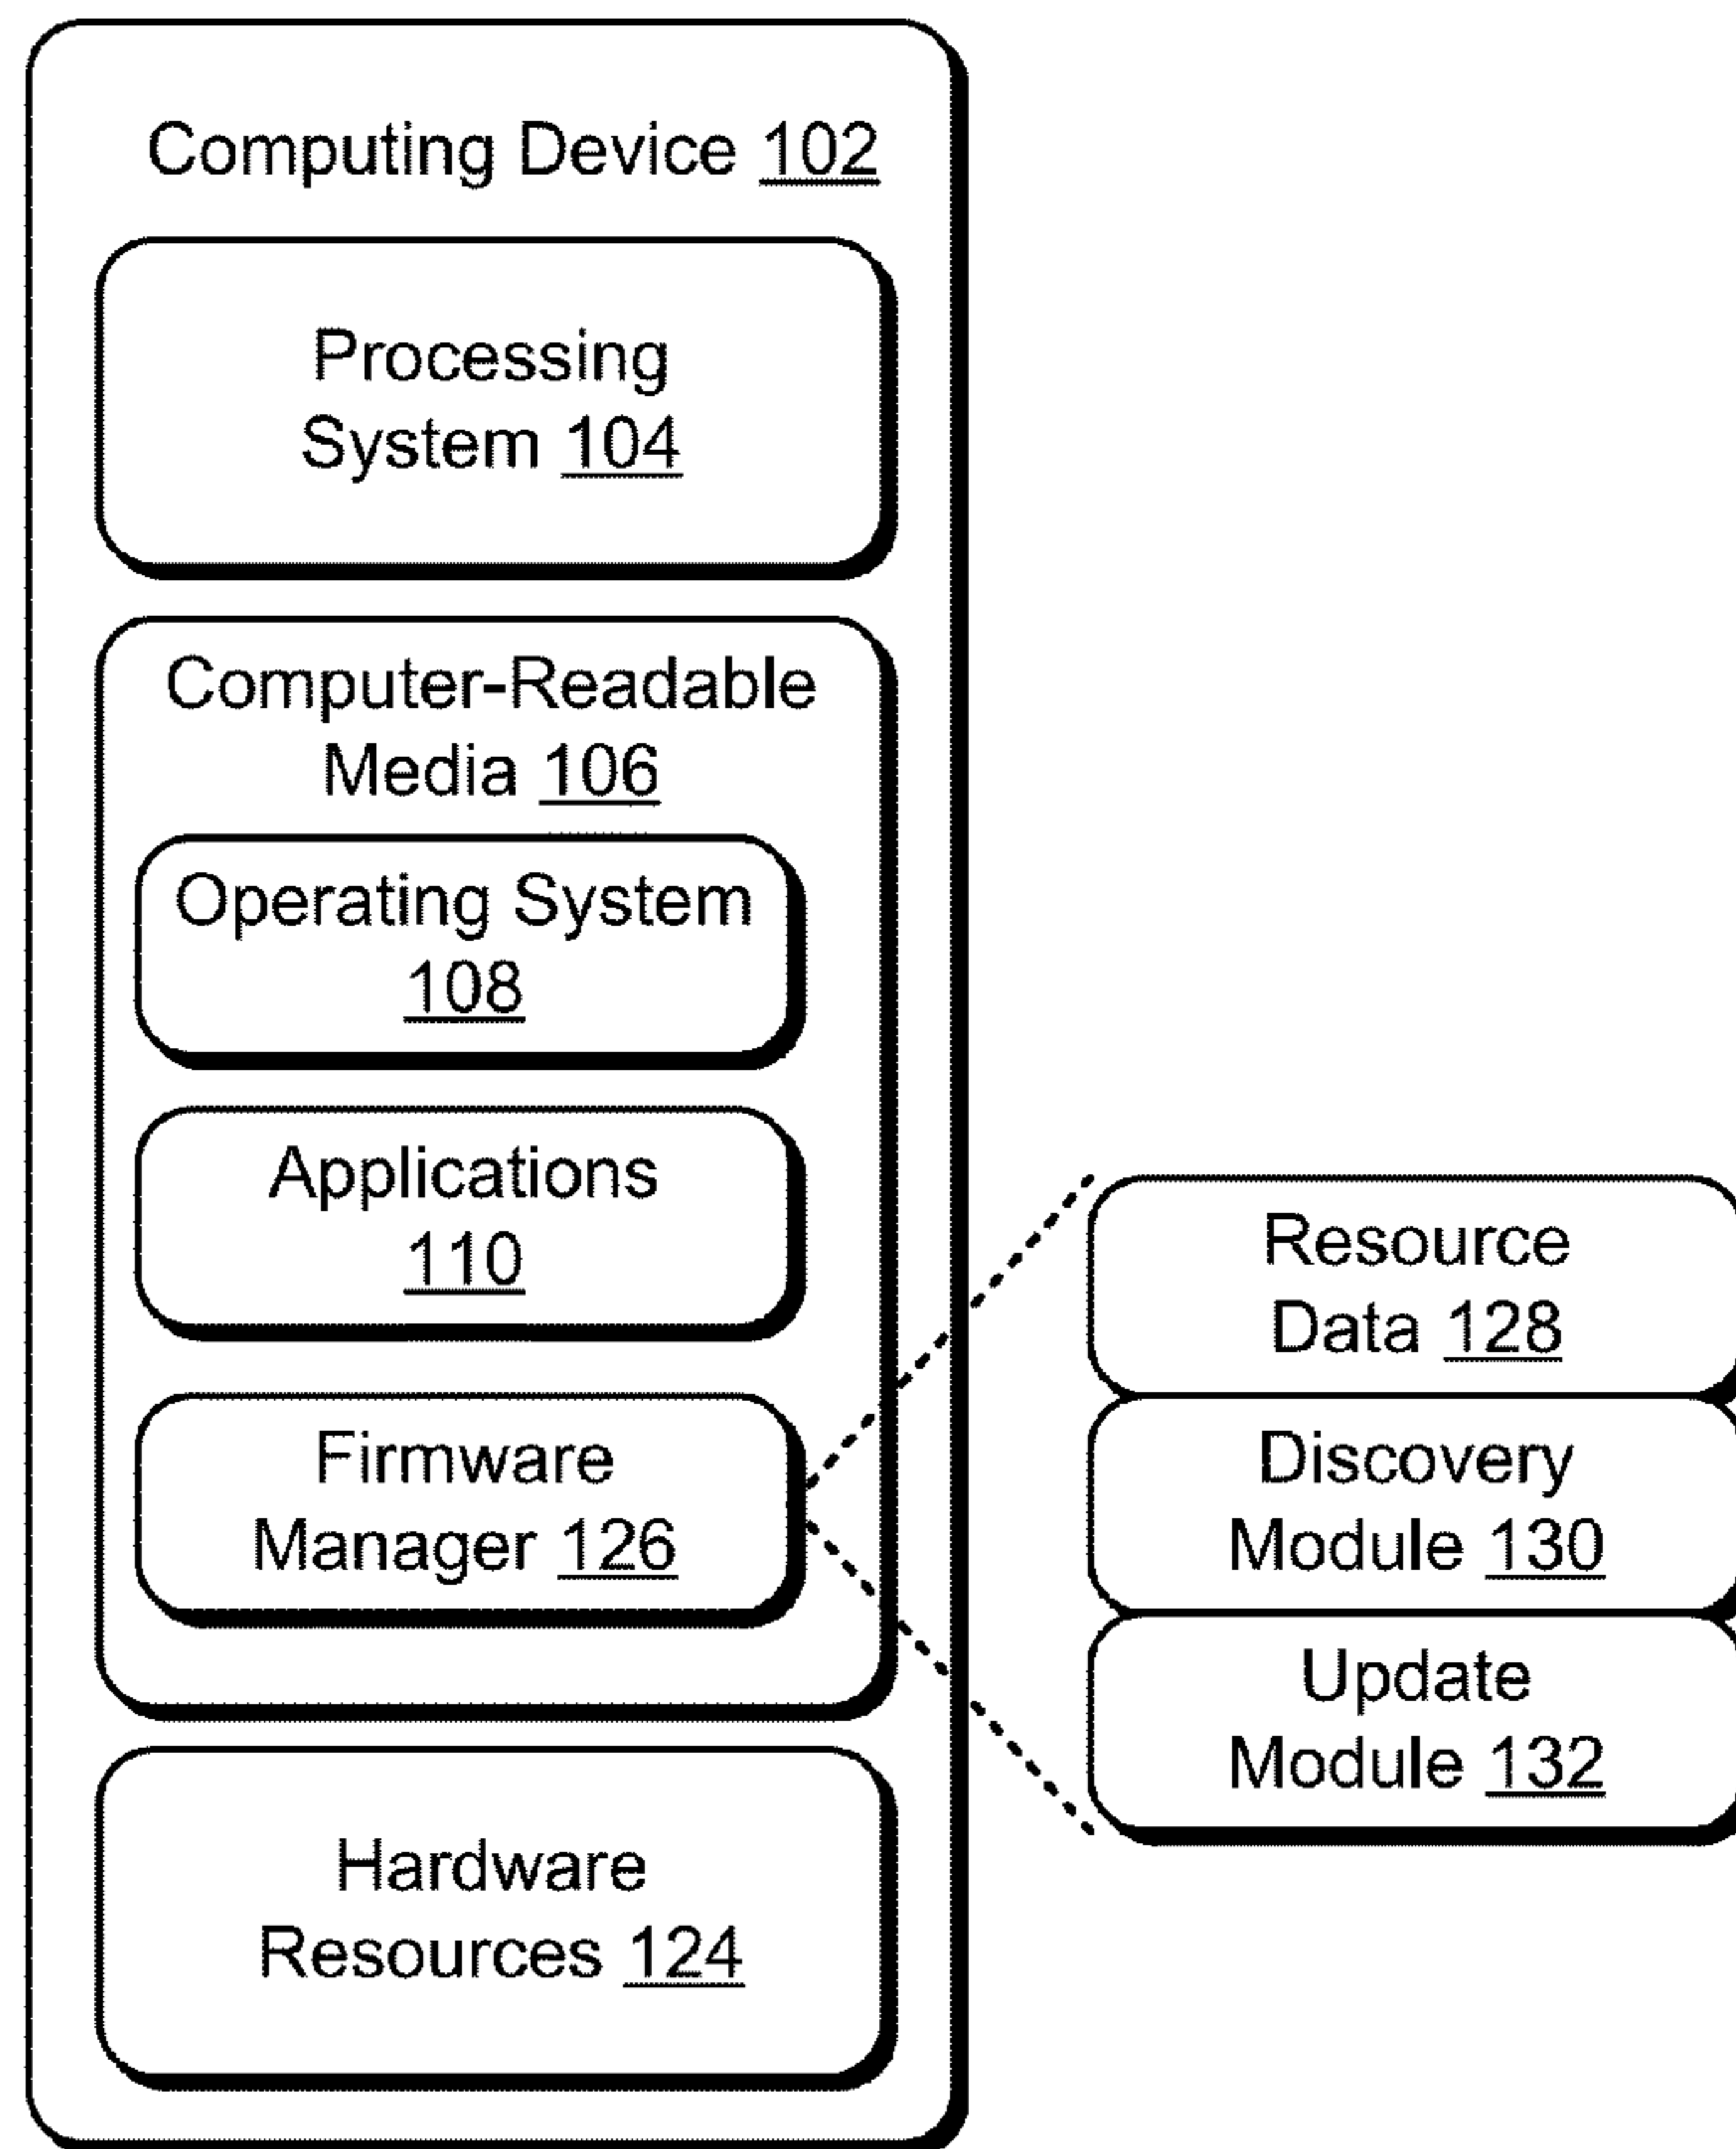 Computing Device 102
Processing
System 104
Computer-Readable
Media 106
Operating System
108
Applications
110
Firmware
Manager 126
Hardware
Resources 124
Resource
Data 128
Discovery
Module 130
Update
Module 132